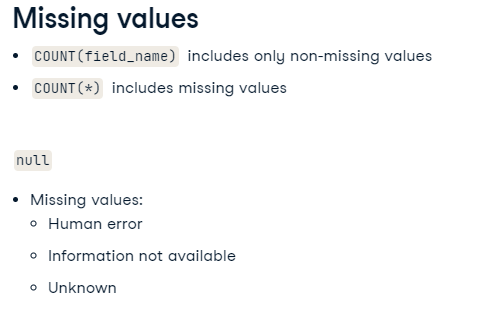 Missing values
• COUNT(field_name) includes only non-missing values
• COUNT(*) includes missing values
null
• Missing values:
◦ Human error
◦ Information not available
◦ Unknown